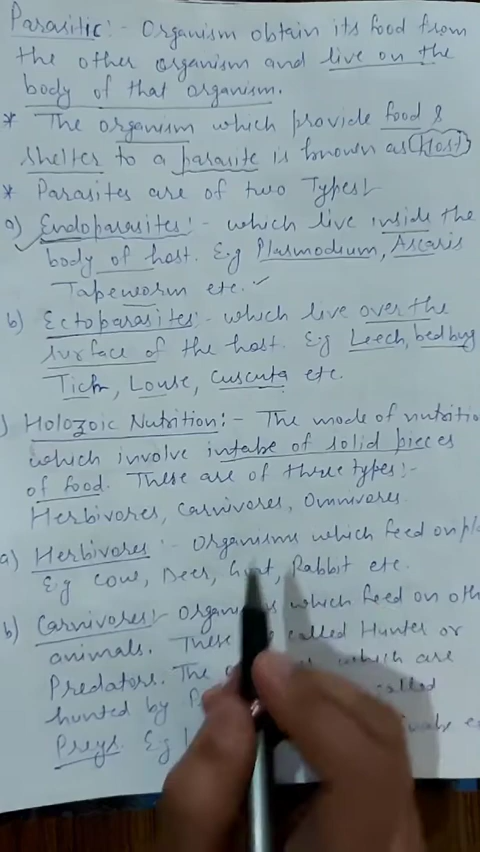 Parasitic:- Organism obtain its food from
the other organism and live on the
body of that organism.
* The organism which provide food &
shelter to a parasite is known as (Host)
* Parasites are of two Types:-
a) Endoparasites:- which live inside the
body of host. E.g Plasmodium, Ascaris
Tapeworm etc.
b) Ectoparasites:- which live over the
surface of the host. E.g Leech, bedbug
Tick, Louse, Cuscuta etc.
) Holozoic Nutrition:- The mode of nutritio
which involve intake of solid pieces
of food. These are of three types:-
Herbivores, Carnivores, Omnivores
a) Herbivores:- Organisms which feed on pl
E.g Cow, Deer, Goat, Rabbit etc.
b) Carnivores:- Organisms which feed on oth
animals. These called Hunter or
Predators. The which are
hunted by called
Preys. Eg